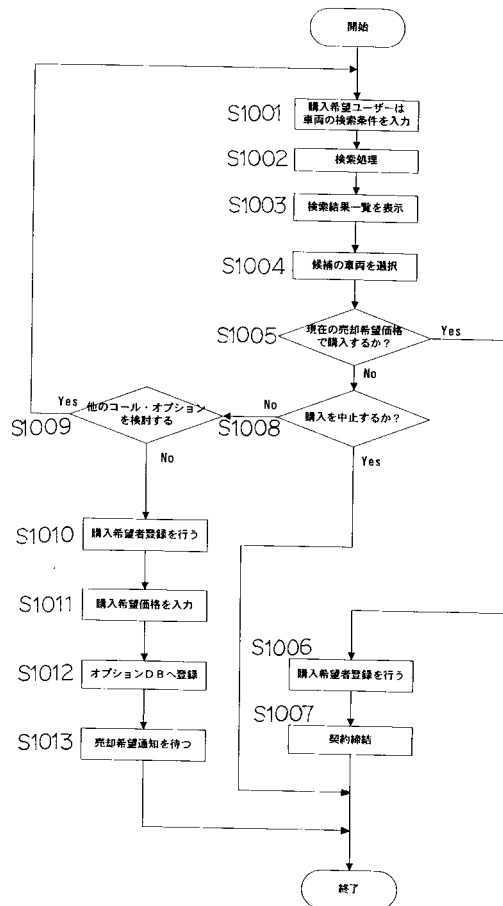 開始
S1001
購入希望ユーザーは
車両の検索条件を入力
S1002
検索処理
S1003
検索結果一覧を表示
S1004
候補の車両を選択
S1005
現在の売却希望価格
で購入するか？
Yes
No
S1008
購入を中止するか？
No
Yes
S1009
他のコール・オプション
を検討する
Yes
No
S1010
購入希望者登録を行う
S1011
購入希望価格を入力
S1012
オプションＤＢへ登録
S1013
売却希望通知を待つ
S1006
購入希望者登録を行う
S1007
契約締結
終了